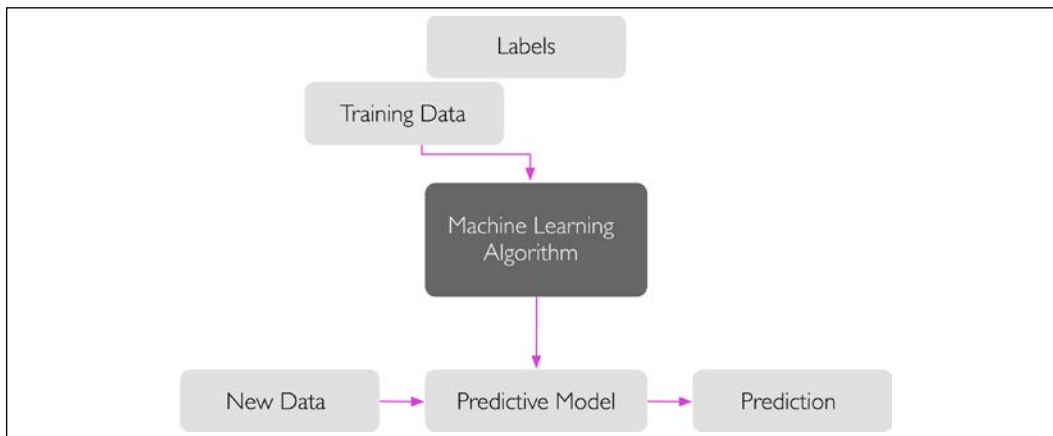 Labels
Training Data
Machine Learning
Algorithm
New Data
Predictive Model
Prediction